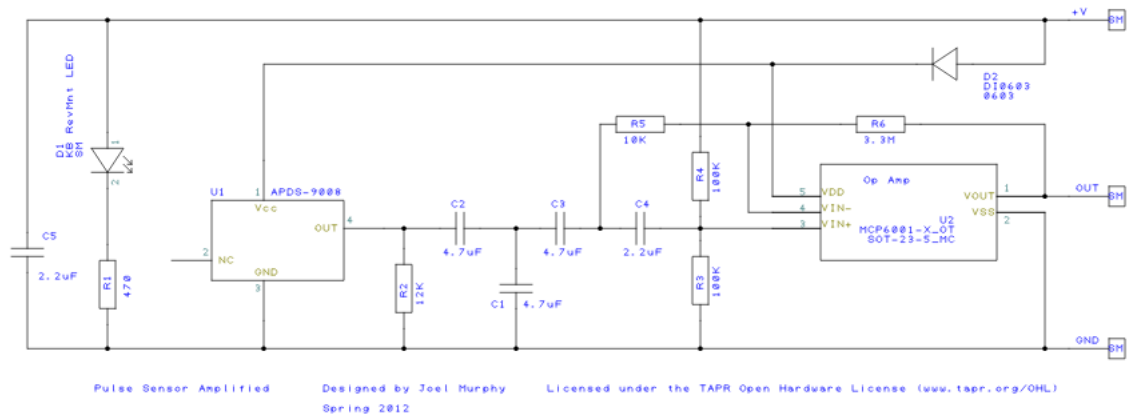 +V
SM
D1
KB RevMnt LED
SM
1
2
D2
DI0603
0603
R5
10K
R6
3.3M
R4
100K
Op Amp
U1
APDS-9008
1
Vcc
OUT
4
2
NC
GND
3
C2
4.7uF
C3
4.7uF
C4
2.2uF
5
VDD
4
VIN-
3
VIN+
VOUT
1
VSS
2
U2
MCP6001-X_OT
SOT-23-5_MC
OUT
SM
C5
2.2uF
R1
470
R2
12K
C1
4.7uF
R3
100K
GND
SM
Pulse Sensor Amplified
Designed by Joel Murphy
Licensed under the TAPR Open Hardware License (www.tapr.org/OHL)
Spring 2012